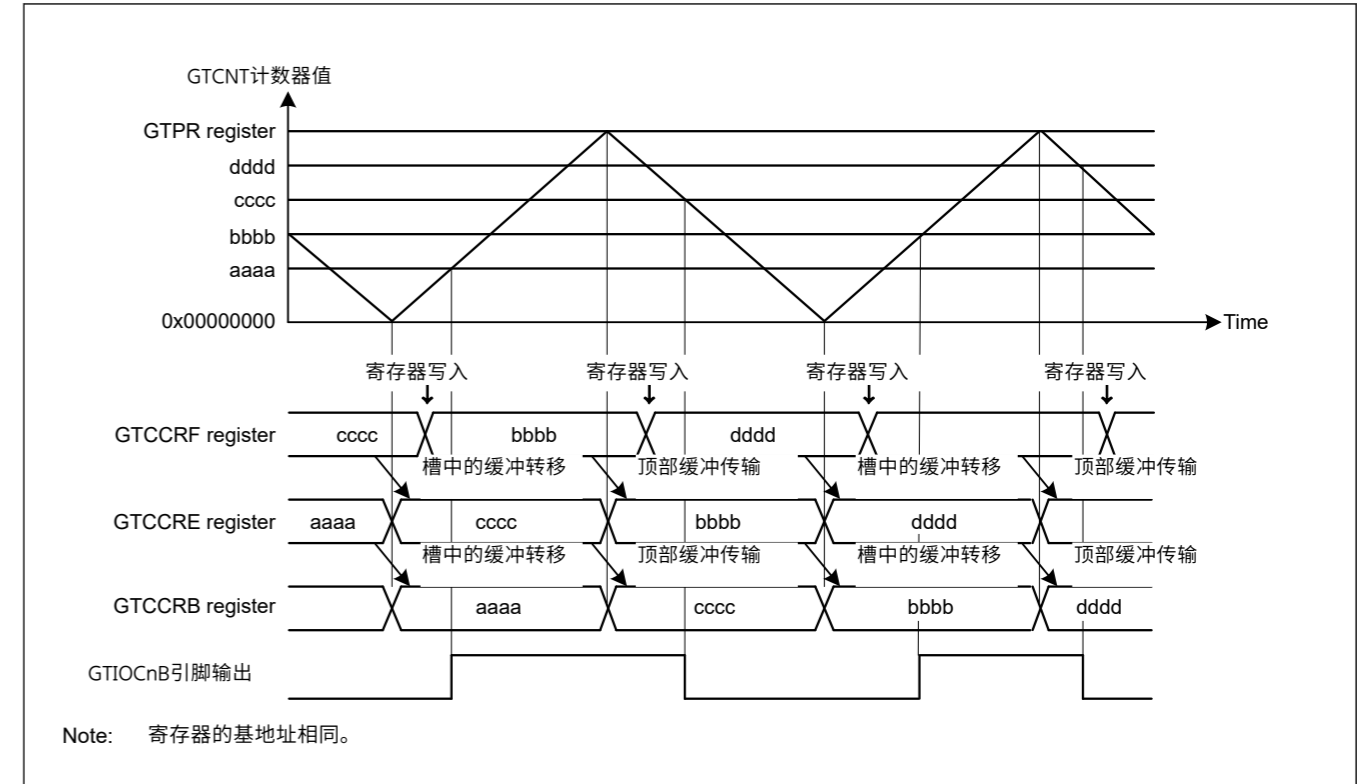 GTCNT计数器值
GTPR register
dddd
cccc
bbbb
aaaa
0x00000000
Time
寄存器写入 寄存器写入 寄存器写入 寄存器写入
GTCCRF register cccc bbbb dddd
槽中的缓冲转移 顶部缓冲传输 槽中的缓冲转移 顶部缓冲传输
GTCCRE register aaaa cccc bbbb dddd
槽中的缓冲转移 顶部缓冲传输 槽中的缓冲转移 顶部缓冲传输
GTCCRB register aaaa cccc bbbb dddd
GTIOCnB引脚输出
Note: 寄存器的基地址相同。